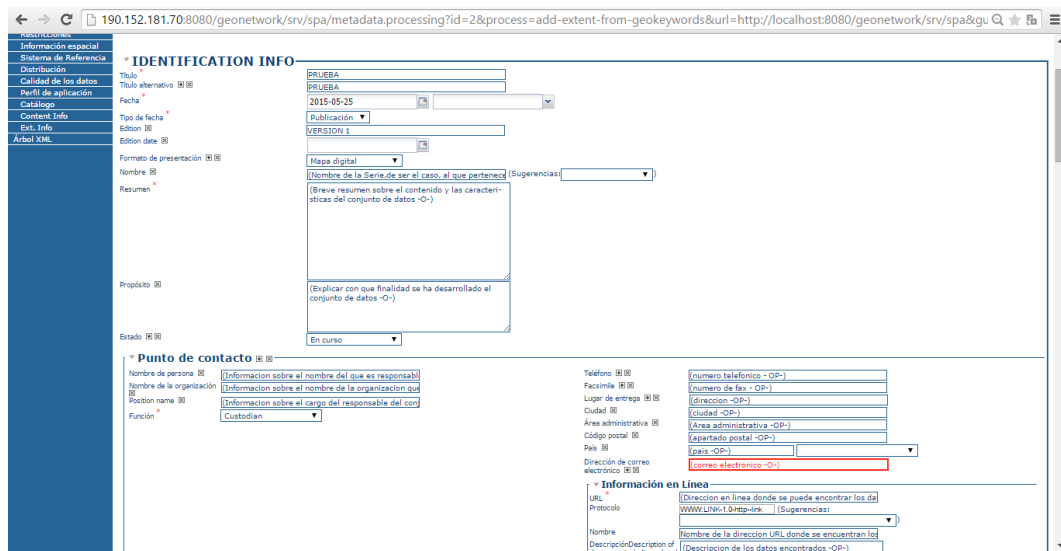 190.152.181.70:8080/geonetwork/srv/spa/metadata.processing?id=2&process=add-extent-from-geokeywords&url=http://localhost:8080/geonetwork/srv/spa&gu
Restricciones
Información espacial
Sistema de Referencia
Distribución
Calidad de los datos
Perfil de aplicación
Catálogo
Content Info
Ext. Info
Árbol XML
IDENTIFICATION INFO
Título * PRUEBA
Título alternativo PRUEBA
Fecha * 2015-05-25
Tipo de fecha * Publicación
Edition VERSION 1
Edition date
Formato de presentación Mapa digital
Nombre (Nombre de la Serie,de ser el caso, al que pertenece (Sugerencias: )
Resumen * (Breve resumen sobre el contenido y las caracteri-
sticas del conjunto de datos -O-)
Propósito (Explicar con que finalidad se ha desarrollado el
conjunto de datos -O-)
Estado En curso
Punto de contacto
Nombre de persona (Informacion sobre el nombre del que es responsabl
Nombre de la organización (Informacion sobre el nombre de la organizacion que
Position name (Informacion sobre el cargo del responsable del conj
Función * Custodian
Teléfono (numero telefonico - OP-)
Facsimile (numero de fax - OP-)
Lugar de entrega (direccion -OP-)
Ciudad (ciudad -OP-)
Área administrativa (Area administrativa -OP-)
Código postal (apartado postal -OP-)
País (pais -OP-)
Dirección de correo
electrónico (correo electronico -O-)
Información en Línea
URL * (Direccion en linea donde se puede encontrar los da
Protocolo WWW:LINK-1.0-http--link (Sugerencias:
)
Nombre Nombre de la direccion URL donde se encuentran los
DescripciónDescription of (Descripcion de los datos encontrados -OP-)